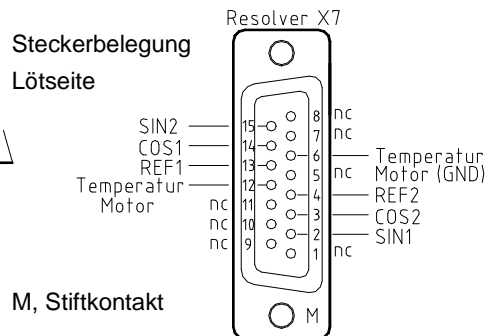 Resolver X7
Steckerbelegung
Lötseite
SIN2 15
COS1 14
REF1 13
Temperatur 12
Motor
nc 11
nc 10
nc 9
8 nc
7 nc
6 Temperatur
Motor (GND)
5 nc
4 REF2
3 COS2
2 SIN1
1 nc
M, Stiftkontakt
M